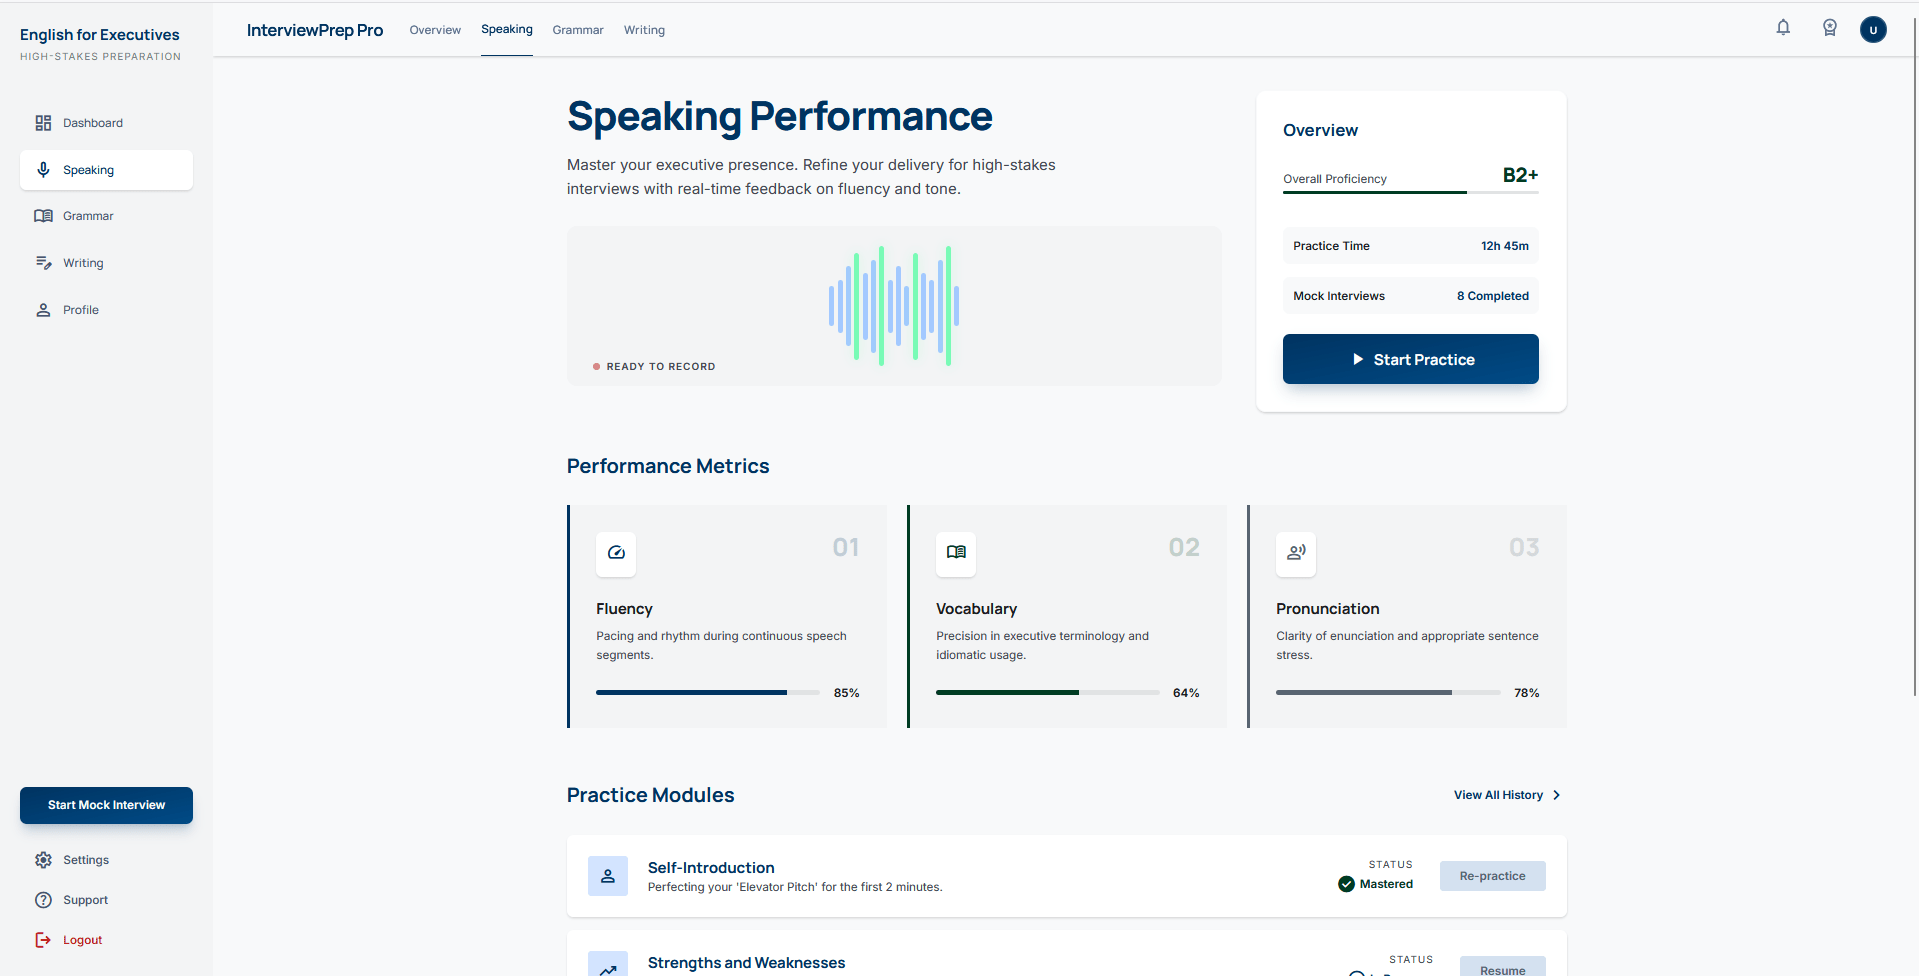 English for Executives
HIGH-STAKES PREPARATION
Dashboard
Speaking
Grammar
Writing
Profile
Start Mock Interview
Settings
Support
Logout
InterviewPrep Pro
Overview
Speaking
Grammar
Writing
U
Speaking Performance
Master your executive presence. Refine your delivery for high-stakes
interviews with real-time feedback on fluency and tone.
READY TO RECORD
Overview
Overall Proficiency
B2+
Practice Time
12h 45m
Mock Interviews
8 Completed
Start Practice
Performance Metrics
01
Fluency
Pacing and rhythm during continuous speech
segments.
85%
02
Vocabulary
Precision in executive terminology and
idiomatic usage.
64%
03
Pronunciation
Clarity of enunciation and appropriate sentence
stress.
78%
Practice Modules
View All History
Self-Introduction
Perfecting your 'Elevator Pitch' for the first 2 minutes.
STATUS
Mastered
Re-practice
Strengths and Weaknesses
STATUS
Resume